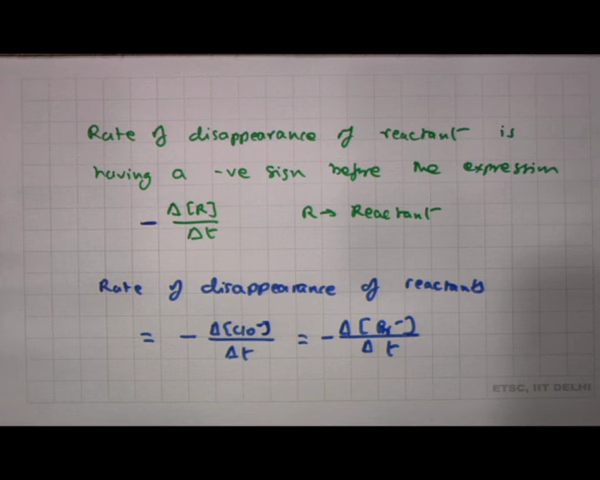 Rate of disappearance of reactant is
having a -ve sign before the expression
- Δ[R]/Δt R → Reactant
Rate of disappearance of reactants
= - Δ[ClO⁻]/Δt = - Δ[Br⁻]/Δt
ETSC, IIT DELHI